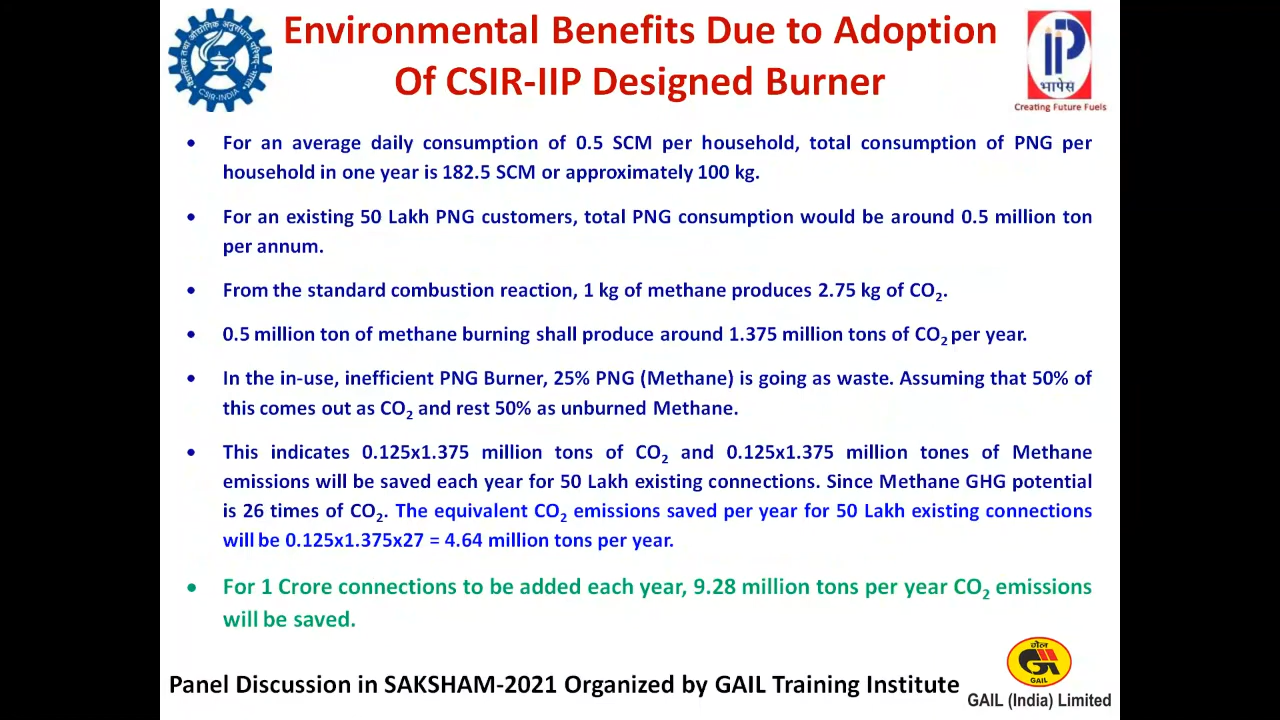 Environmental Benefits Due to Adoption
Of CSIR-IIP Designed Burner
CSIR-INDIA
IIP
भापेस
Creating Future Fuels
• For an average daily consumption of 0.5 SCM per household, total consumption of PNG per
household in one year is 182.5 SCM or approximately 100 kg.
• For an existing 50 Lakh PNG customers, total PNG consumption would be around 0.5 million ton
per annum.
• From the standard combustion reaction, 1 kg of methane produces 2.75 kg of CO₂.
• 0.5 million ton of methane burning shall produce around 1.375 million tons of CO₂ per year.
• In the in-use, inefficient PNG Burner, 25% PNG (Methane) is going as waste. Assuming that 50% of
this comes out as CO₂ and rest 50% as unburned Methane.
• This indicates 0.125x1.375 million tons of CO₂ and 0.125x1.375 million tones of Methane
emissions will be saved each year for 50 Lakh existing connections. Since Methane GHG potential
is 26 times of CO₂. The equivalent CO₂ emissions saved per year for 50 Lakh existing connections
will be 0.125x1.375x27 = 4.64 million tons per year.
• For 1 Crore connections to be added each year, 9.28 million tons per year CO₂ emissions
will be saved.
Panel Discussion in SAKSHAM-2021 Organized by GAIL Training Institute
गेल
GAIL
GAIL (India) Limited